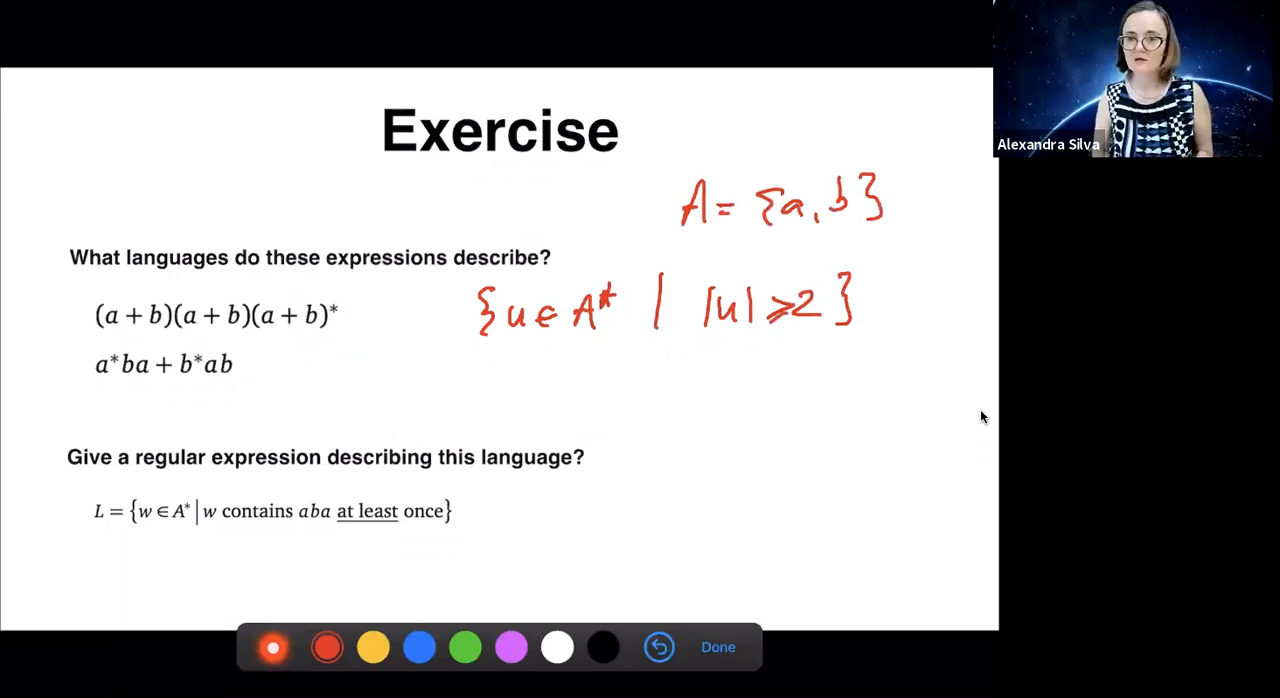 Exercise
Alexandra Silva
A = {a, b}
What languages do these expressions describe?
(a + b)(a + b)(a + b)*
{u ∈ A* | |u| ⩾ 2}
a*ba + b*ab
Give a regular expression describing this language?
L = {w ∈ A* | w contains aba at least once}
Done